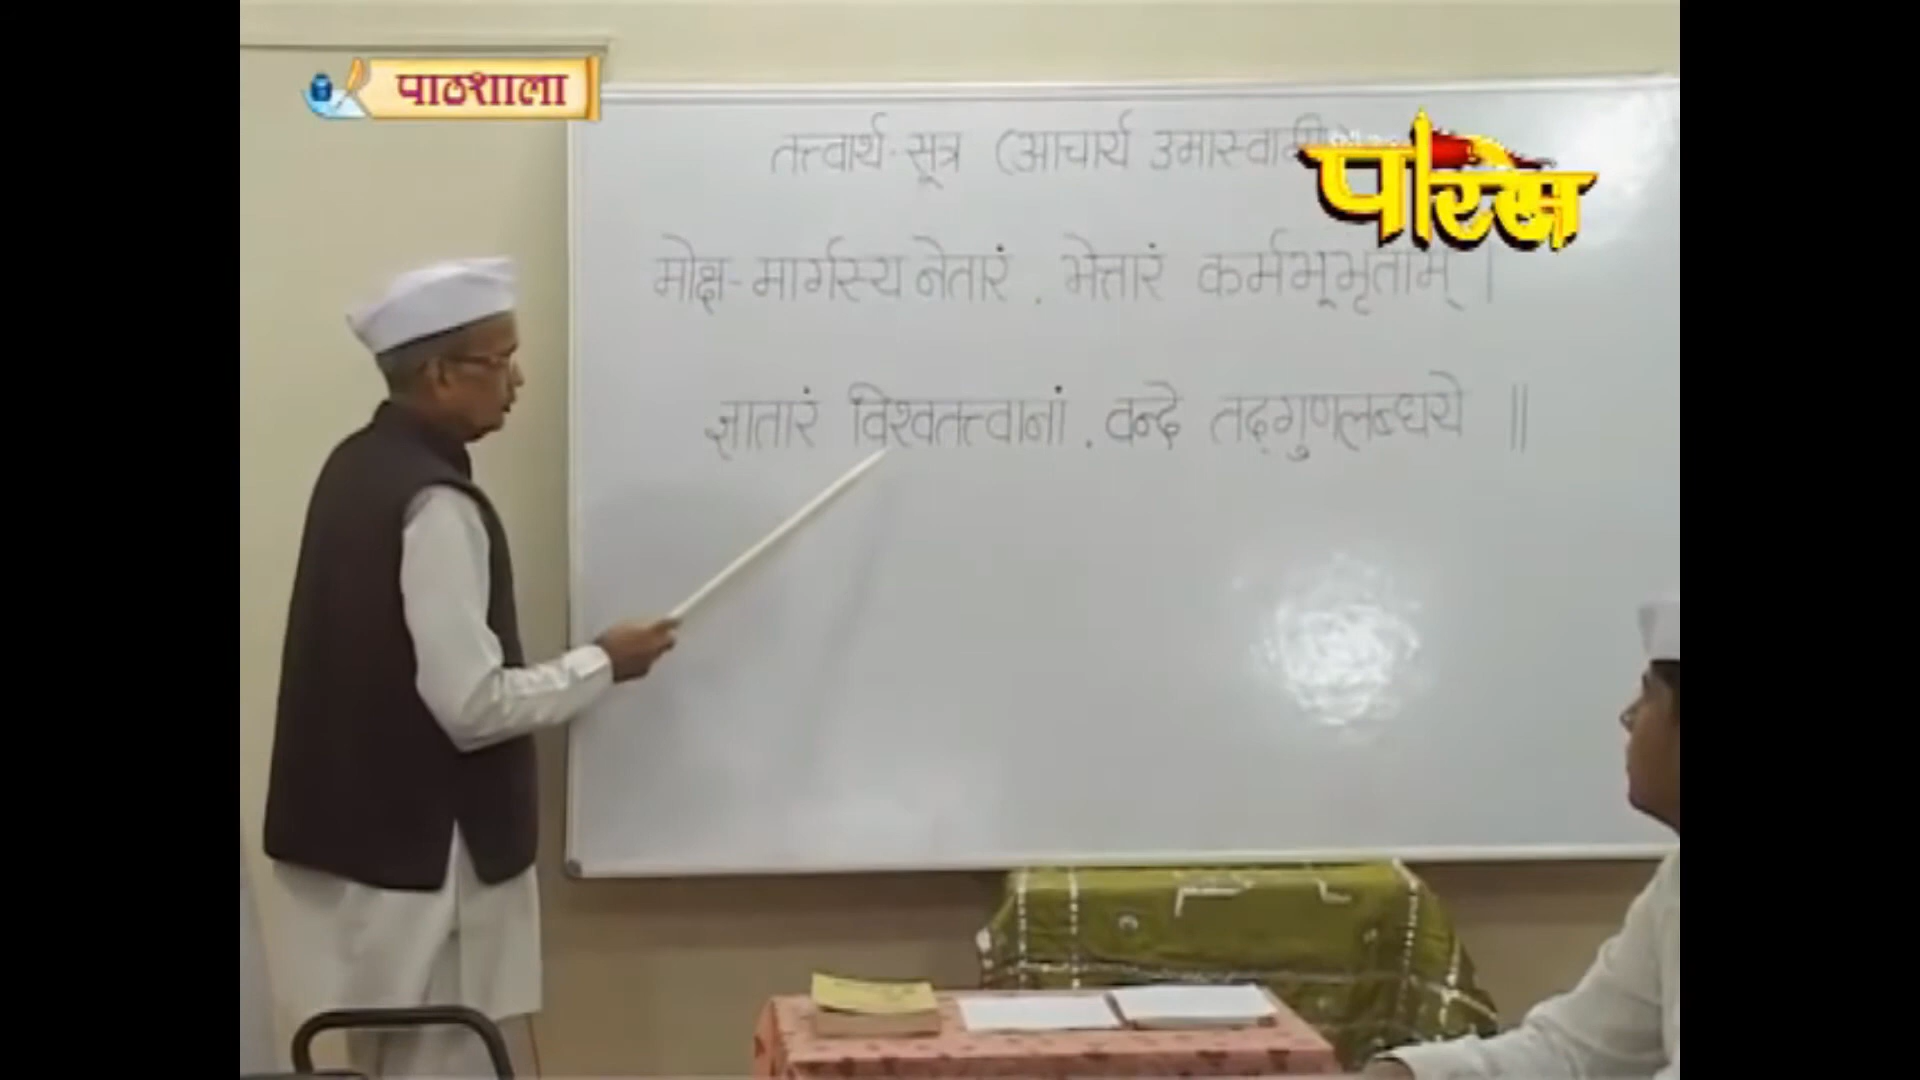 पाठशाला
तत्त्वार्थ-सूत्र (आचार्य उमास्वामी
पारस
मोक्ष-मार्गस्य नेतारं, भेत्तारं कर्मभूभृताम् ।
ज्ञातारं विश्वतत्त्वानां, वन्दे तद्गुणलब्धये ॥